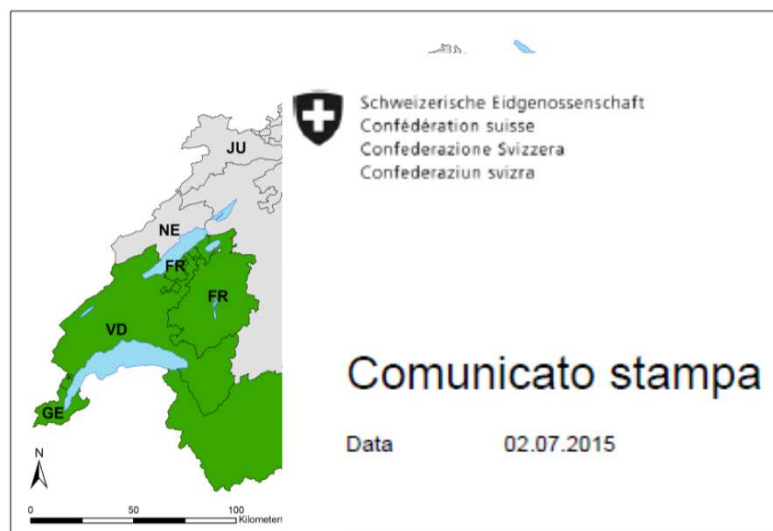 Schweizerische Eidgenossenschaft
Confédération suisse
Confederazione Svizzera
Confederaziun svizra
JU
NE
FR
FR
VD
GE
Comunicato stampa
Data 02.07.2015
N
0 50 100
Kilometer